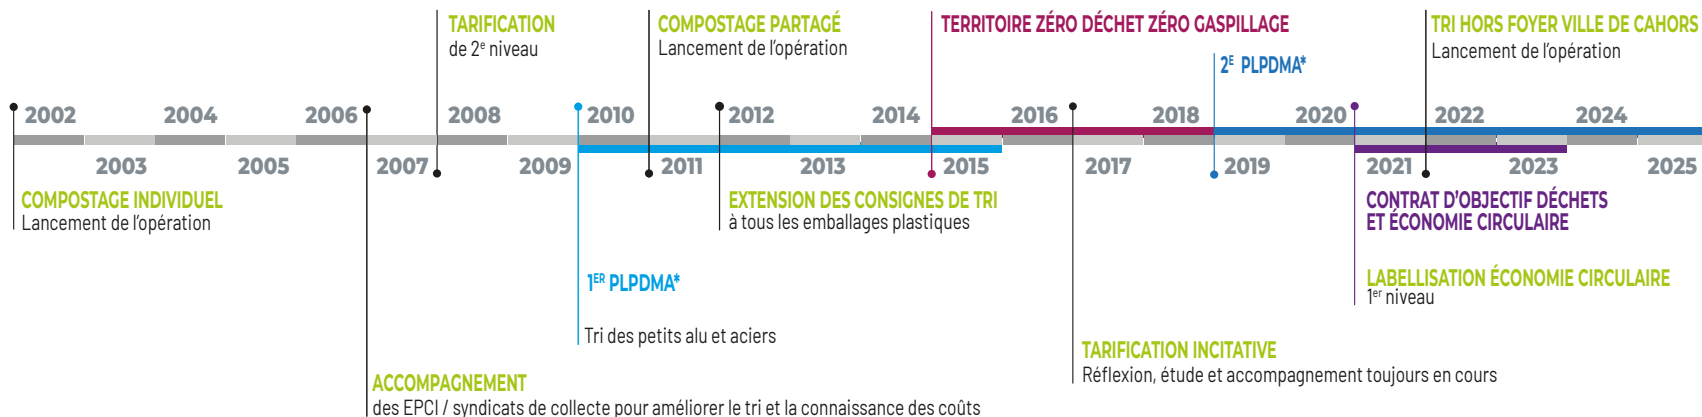 TARIFICATION
de 2e niveau
COMPOSTAGE PARTAGÉ
Lancement de l'opération
TERRITOIRE ZÉRO DÉCHET ZÉRO GASPILLAGE
2E PLPDMA*
TRI HORS FOYER VILLE DE CAHORS
Lancement de l'opération
2002 2004 2006 2008 2010 2012 2014 2016 2018 2020 2022 2024
2003 2005 2007 2009 2011 2013 2015 2017 2019 2021 2023 2025
COMPOSTAGE INDIVIDUEL
Lancement de l'opération
EXTENSION DES CONSIGNES DE TRI
à tous les emballages plastiques
CONTRAT D'OBJECTIF DÉCHETS
ET ÉCONOMIE CIRCULAIRE
1ER PLPDMA*
Tri des petits alu et aciers
LABELLISATION ÉCONOMIE CIRCULAIRE
1er niveau
TARIFICATION INCITATIVE
Réflexion, étude et accompagnement toujours en cours
ACCOMPAGNEMENT
des EPCI / syndicats de collecte pour améliorer le tri et la connaissance des coûts